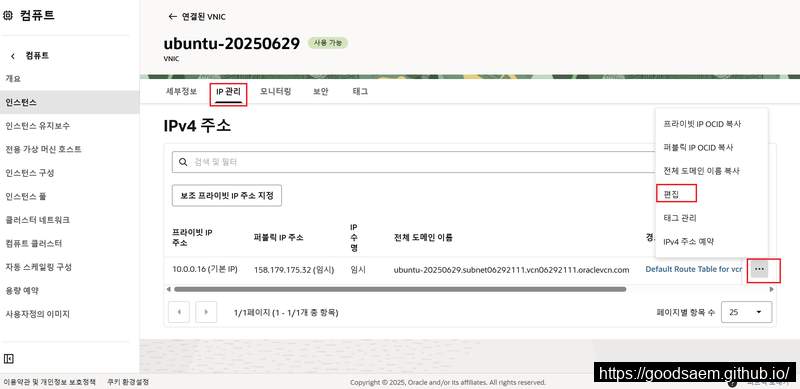 컴퓨트
← 연결된 VNIC
컴퓨트
ubuntu-20250629 사용 가능
VNIC
개요
인스턴스
인스턴스 유지보수
전용 가상 머신 호스트
인스턴스 구성
인스턴스 풀
클러스터 네트워크
컴퓨트 클러스터
자동 스케일링 구성
용량 예약
사용자정의 이미지
세부정보 IP 관리 모니터링 보안 태그
IPv4 주소
검색 및 필터
보조 프라이빗 IP 주소 지정
프라이빗 IP OCID 복사
퍼블릭 IP OCID 복사
전체 도메인 이름 복사
편집
태그 관리
IPv4 주소 예약
프라이빗 IP 주소
퍼블릭 IP 주소
IP 수명
전체 도메인 이름
10.0.0.16 (기본 IP) 158.179.175.32 (임시) 임시 ubuntu-20250629.subnet06292111.vcn06292111.oraclevcn.com Default Route Table for vcn ...
1/1페이지 (1 - 1/1개 중 항목) 페이지별 항목 수 25
이용약관 및 개인정보 보호정책 쿠키 환경설정 Copyright © 2025, Oracle and/or its affiliates. All rights reserved.
https://goodsaem.github.io/